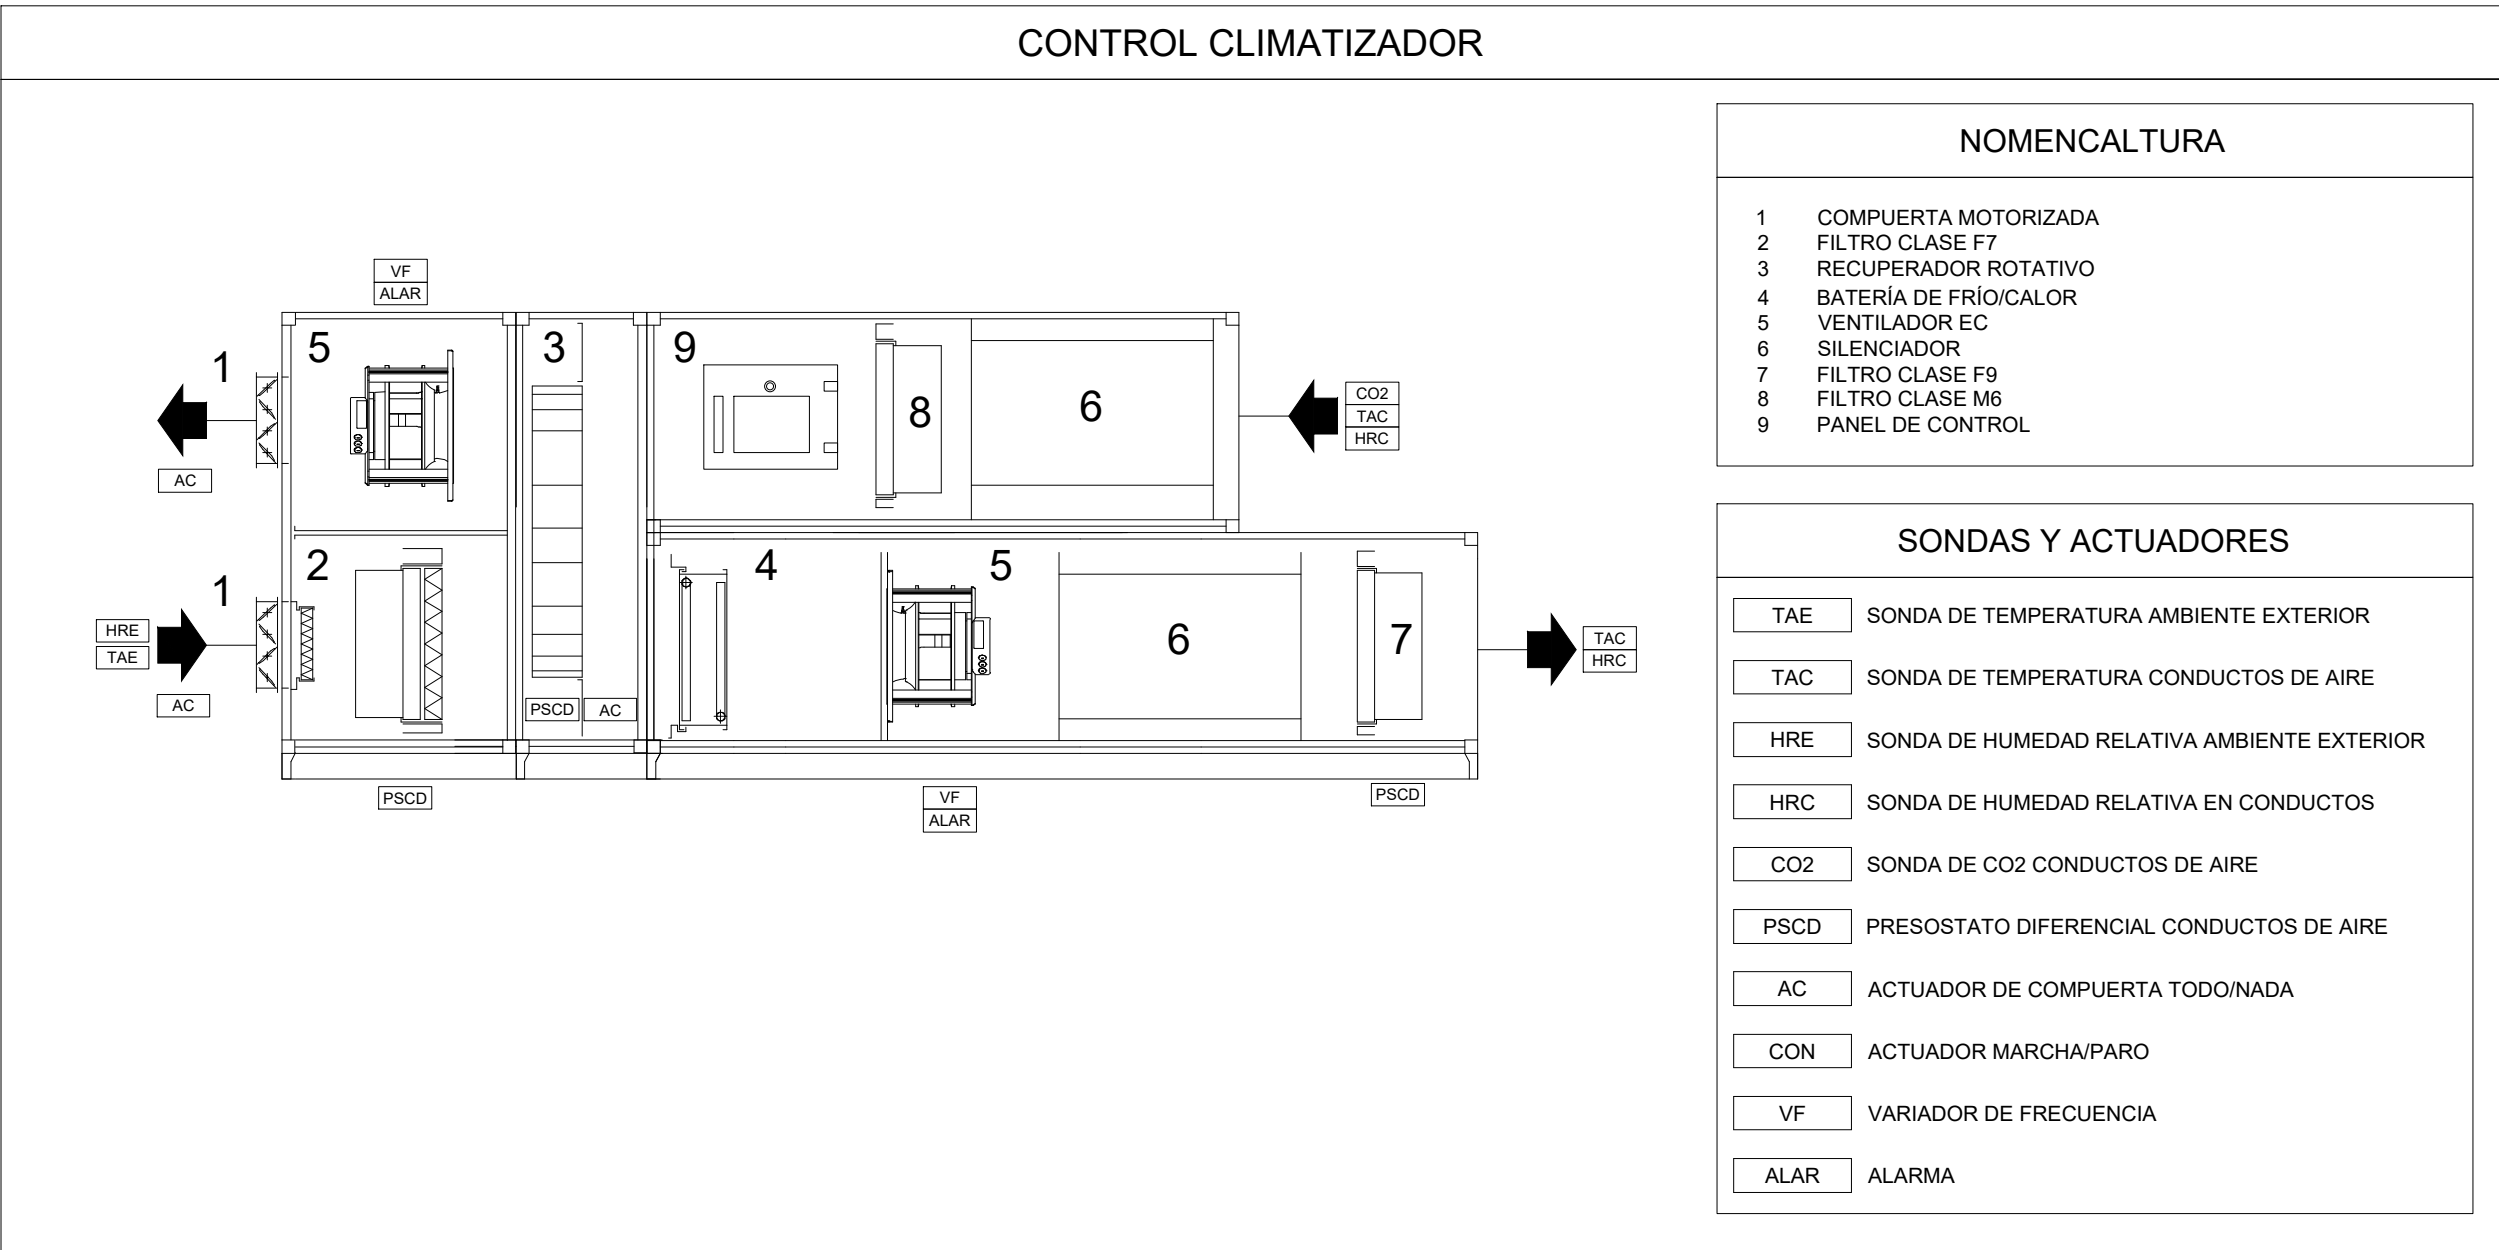 CONTROL CLIMATIZADOR
VF
ALAR
1
5
3
9
8
6
CO2
TAC
HRC
AC
1
2
4
5
6
7
HRE
TAE
AC
PSCD
AC
TAC
HRC
PSCD
VF
ALAR
PSCD
NOMENCALTURA
1 COMPUERTA MOTORIZADA
2 FILTRO CLASE F7
3 RECUPERADOR ROTATIVO
4 BATERÍA DE FRÍO/CALOR
5 VENTILADOR EC
6 SILENCIADOR
7 FILTRO CLASE F9
8 FILTRO CLASE M6
9 PANEL DE CONTROL
SONDAS Y ACTUADORES
TAE SONDA DE TEMPERATURA AMBIENTE EXTERIOR
TAC SONDA DE TEMPERATURA CONDUCTOS DE AIRE
HRE SONDA DE HUMEDAD RELATIVA AMBIENTE EXTERIOR
HRC SONDA DE HUMEDAD RELATIVA EN CONDUCTOS
CO2 SONDA DE CO2 CONDUCTOS DE AIRE
PSCD PRESOSTATO DIFERENCIAL CONDUCTOS DE AIRE
AC ACTUADOR DE COMPUERTA TODO/NADA
CON ACTUADOR MARCHA/PARO
VF VARIADOR DE FRECUENCIA
ALAR ALARMA